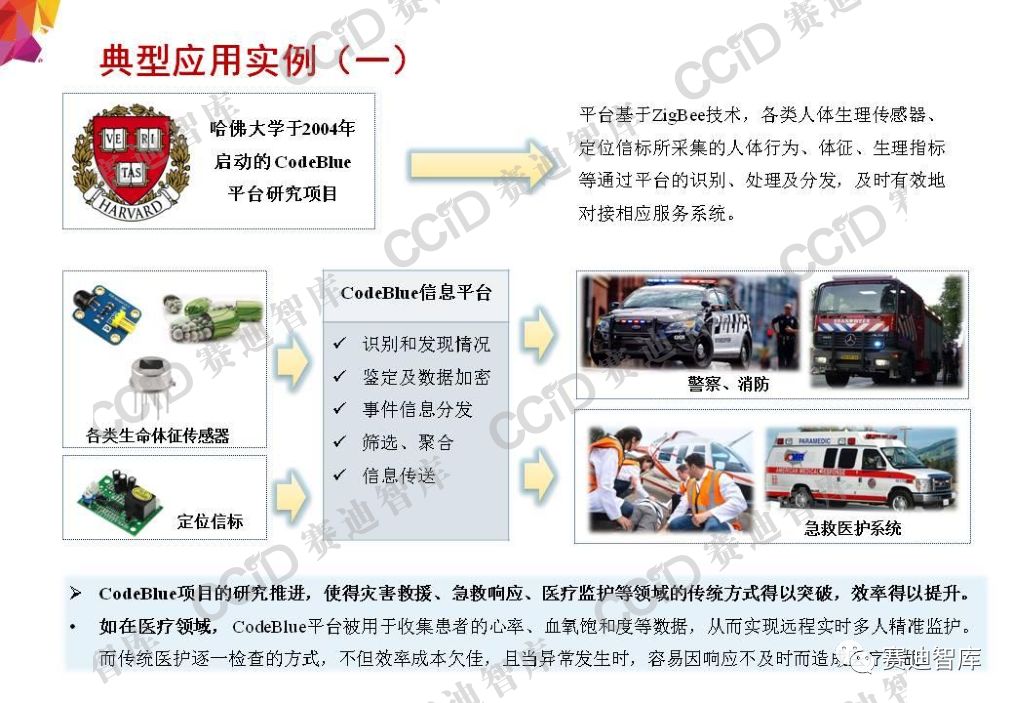 典型应用实例（一）
VE RI
TAS
HARVARD
哈佛大学于2004年
启动的CodeBlue
平台研究项目
平台基于ZigBee技术，各类人体生理传感器、
定位信标所采集的人体行为、体征、生理指标
等通过平台的识别、处理及分发，及时有效地
对接相应服务系统。
各类生命体征传感器
定位信标
CodeBlue信息平台
✓ 识别和发现情况
✓ 鉴定及数据加密
✓ 事件信息分发
✓ 筛选、聚合
✓ 信息传送
警察、消防
PARAMEDIC
AMERICAN MEDICAL RESPONSE
急救医护系统
➢ CodeBlue项目的研究推进，使得灾害救援、急救响应、医疗监护等领域的传统方式得以突破，效率得以提升。
• 如在医疗领域，CodeBlue平台被用于收集患者的心率、血氧饱和度等数据，从而实现远程实时多人精准监护。
而传统医护逐一检查的方式，不但效率成本欠佳，且当异常发生时，容易因响应不及时而造成
赛迪智库
CCiD 赛迪智库